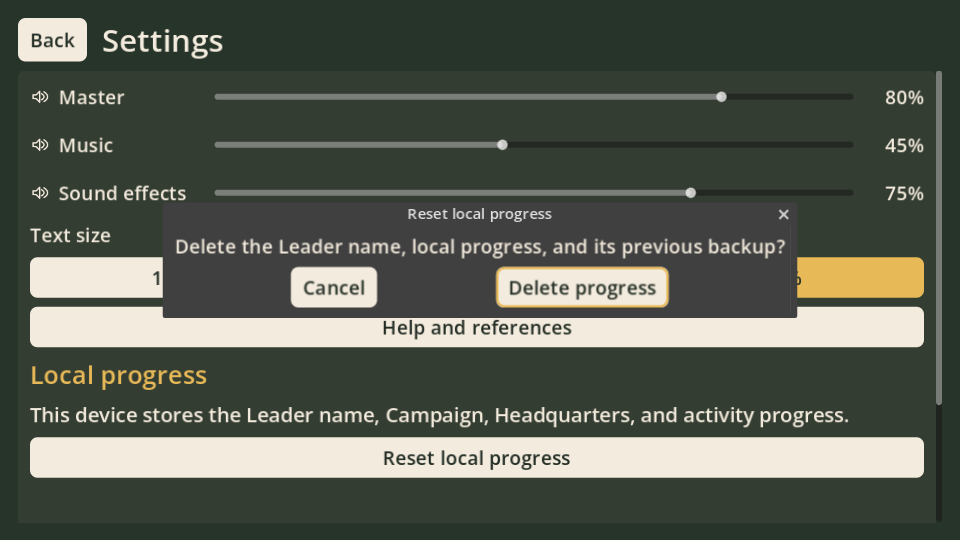 Back Settings
Master 80%
Music 45%
Sound effects 75%
Text size
Reset local progress ×
Delete the Leader name, local progress, and its previous backup?
Cancel Delete progress
Help and references
Local progress
This device stores the Leader name, Campaign, Headquarters, and activity progress.
Reset local progress